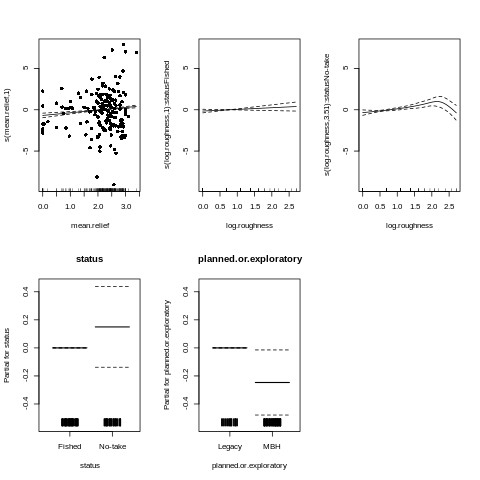 s(mean.relief,1)
5
0
-5
0.0 1.0 2.0 3.0
mean.relief
s(log.roughness,1):statusFished
5
0
-5
0.0 0.5 1.0 1.5 2.0 2.5
log.roughness
s(log.roughness,3.51):statusNo-take
5
0
-5
0.0 0.5 1.0 1.5 2.0 2.5
log.roughness
status
Partial for status
0.4
0.2
0.0
-0.2
-0.4
Fished No-take
status
planned.or.exploratory
Partial for planned.or.exploratory
0.4
0.2
0.0
-0.2
-0.4
Legacy MBH
planned.or.exploratory